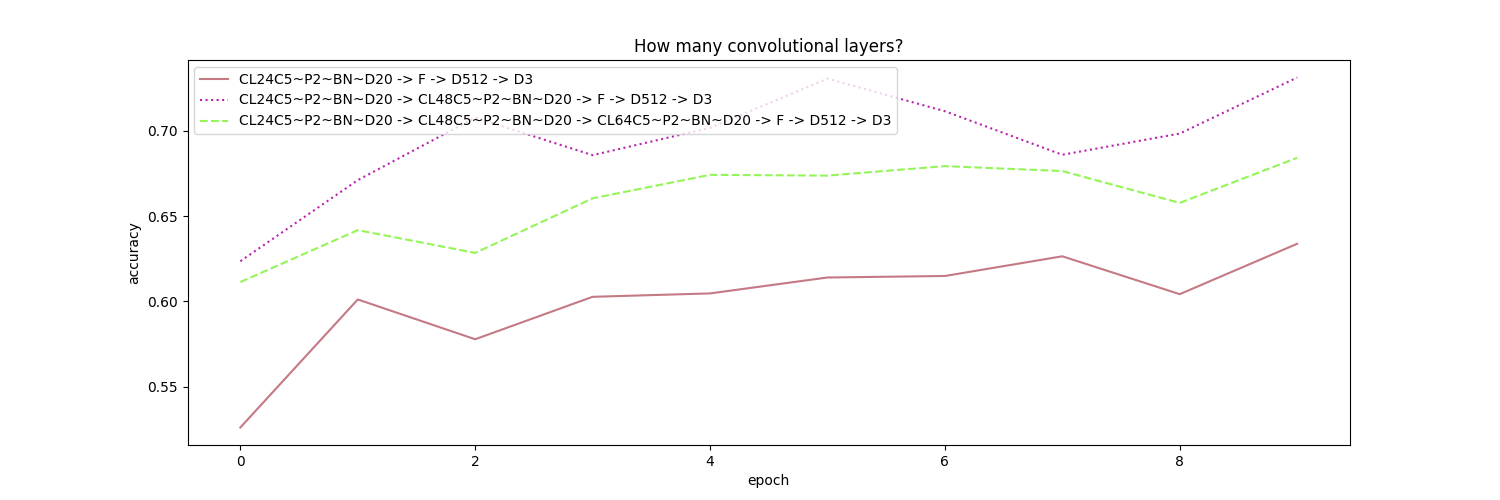 How many convolutional layers?
CL24C5~P2~BN~D20 -> F -> D512 -> D3
CL24C5~P2~BN~D20 -> CL48C5~P2~BN~D20 -> F -> D512 -> D3
CL24C5~P2~BN~D20 -> CL48C5~P2~BN~D20 -> CL64C5~P2~BN~D20 -> F -> D512 -> D3
0.70
0.65
0.60
0.55
accuracy
0 2 4 6 8
epoch